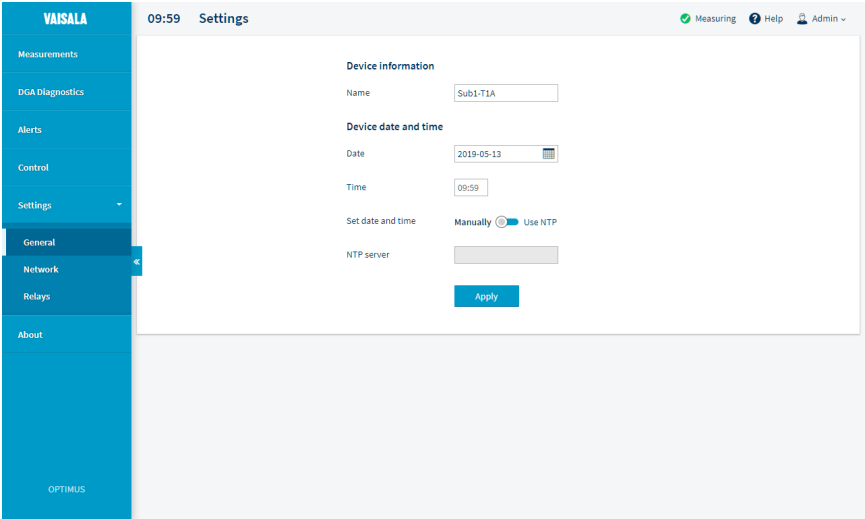 VAISALA
09:59 Settings
Measuring
Help
Admin
Measurements
DGA Diagnostics
Alerts
Control
Settings
General
Network
Relays
About
OPTIMUS
Device information
Name Sub1-T1A
Device date and time
Date 2019-05-13
Time 09:59
Set date and time Manually Use NTP
NTP server
Apply